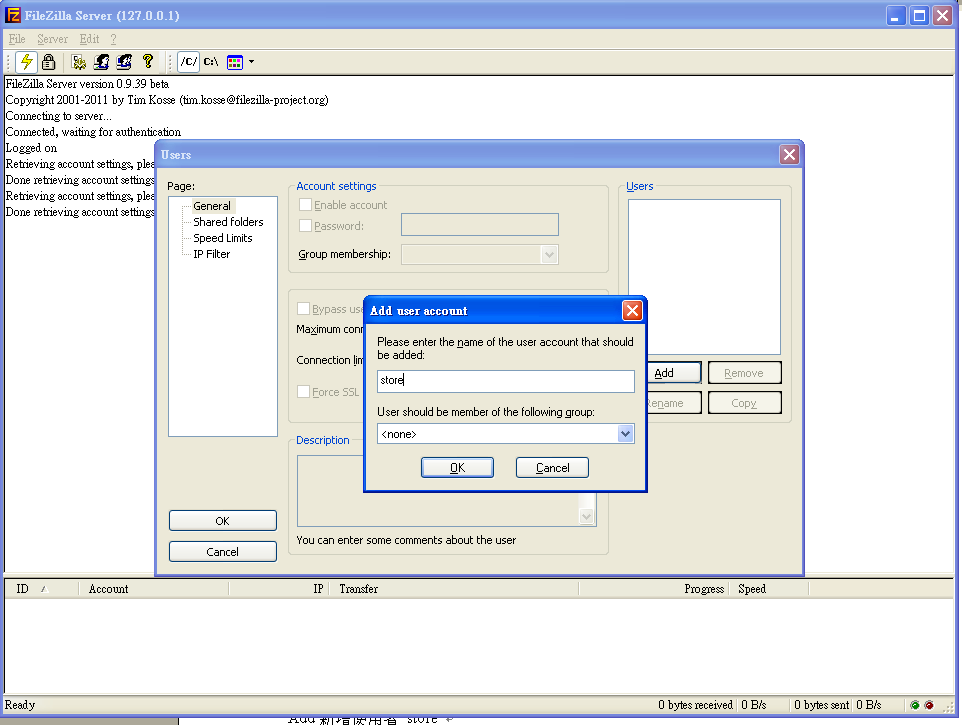 FileZilla Server (127.0.0.1)
File Server Edit ?
/C/ C:\
FileZilla Server version 0.9.39 beta
Copyright 2001-2011 by Tim Kosse (tim.kosse@filezilla-project.org)
Connecting to server...
Connected, waiting for authentication
Logged on
Retrieving account settings, plea
Done retrieving account settings
Retrieving account settings, plea
Done retrieving account settings
Users
Page:
General
Shared folders
Speed Limits
IP Filter
OK
Cancel
Account settings
Enable account
Password:
Group membership:
Bypass use
Maximum conn
Connection lim
Force SSL
Description
You can enter some comments about the user
Users
Add
Remove
Rename
Copy
Add user account
Please enter the name of the user account that should
be added:
store
User should be member of the following group:
<none>
OK
Cancel
ID Account IP Transfer Progress Speed
Ready 0 bytes received 0 B/s 0 bytes sent 0 B/s
Add 新增使用者 store